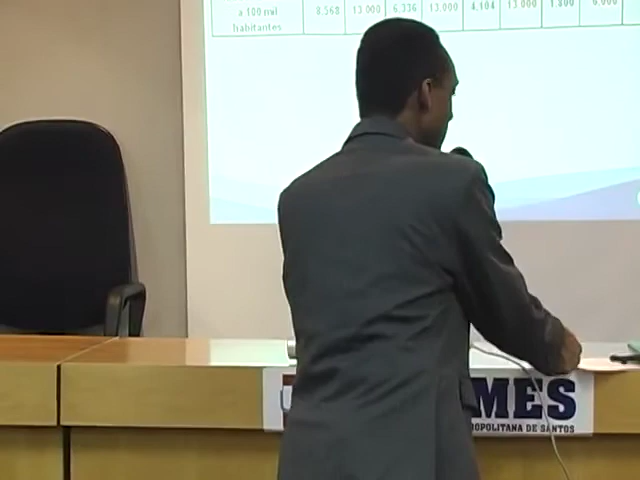 a 100 mil 8.568 13.000 6.336 13.000 4.104 13.000 1.800 6.000
habitantes
MES
OPOLITANA DE SANTOS